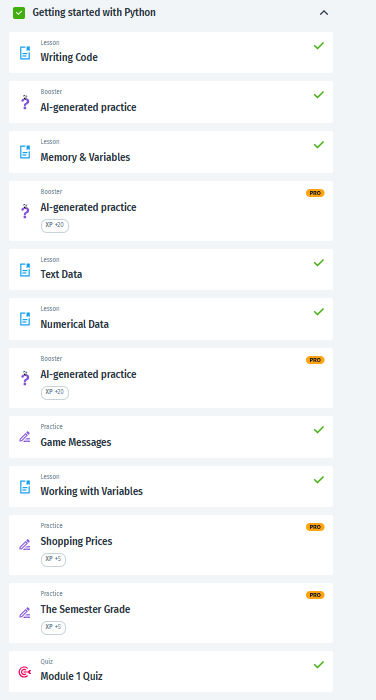 Getting started with Python
Lesson
Writing Code
Booster
AI-generated practice
Lesson
Memory & Variables
Booster
PRO
AI-generated practice
XP +20
Lesson
Text Data
Lesson
Numerical Data
Booster
PRO
AI-generated practice
XP +20
Practice
Game Messages
Lesson
Working with Variables
Practice
PRO
Shopping Prices
XP +5
Practice
PRO
The Semester Grade
XP +5
Quiz
Module 1 Quiz